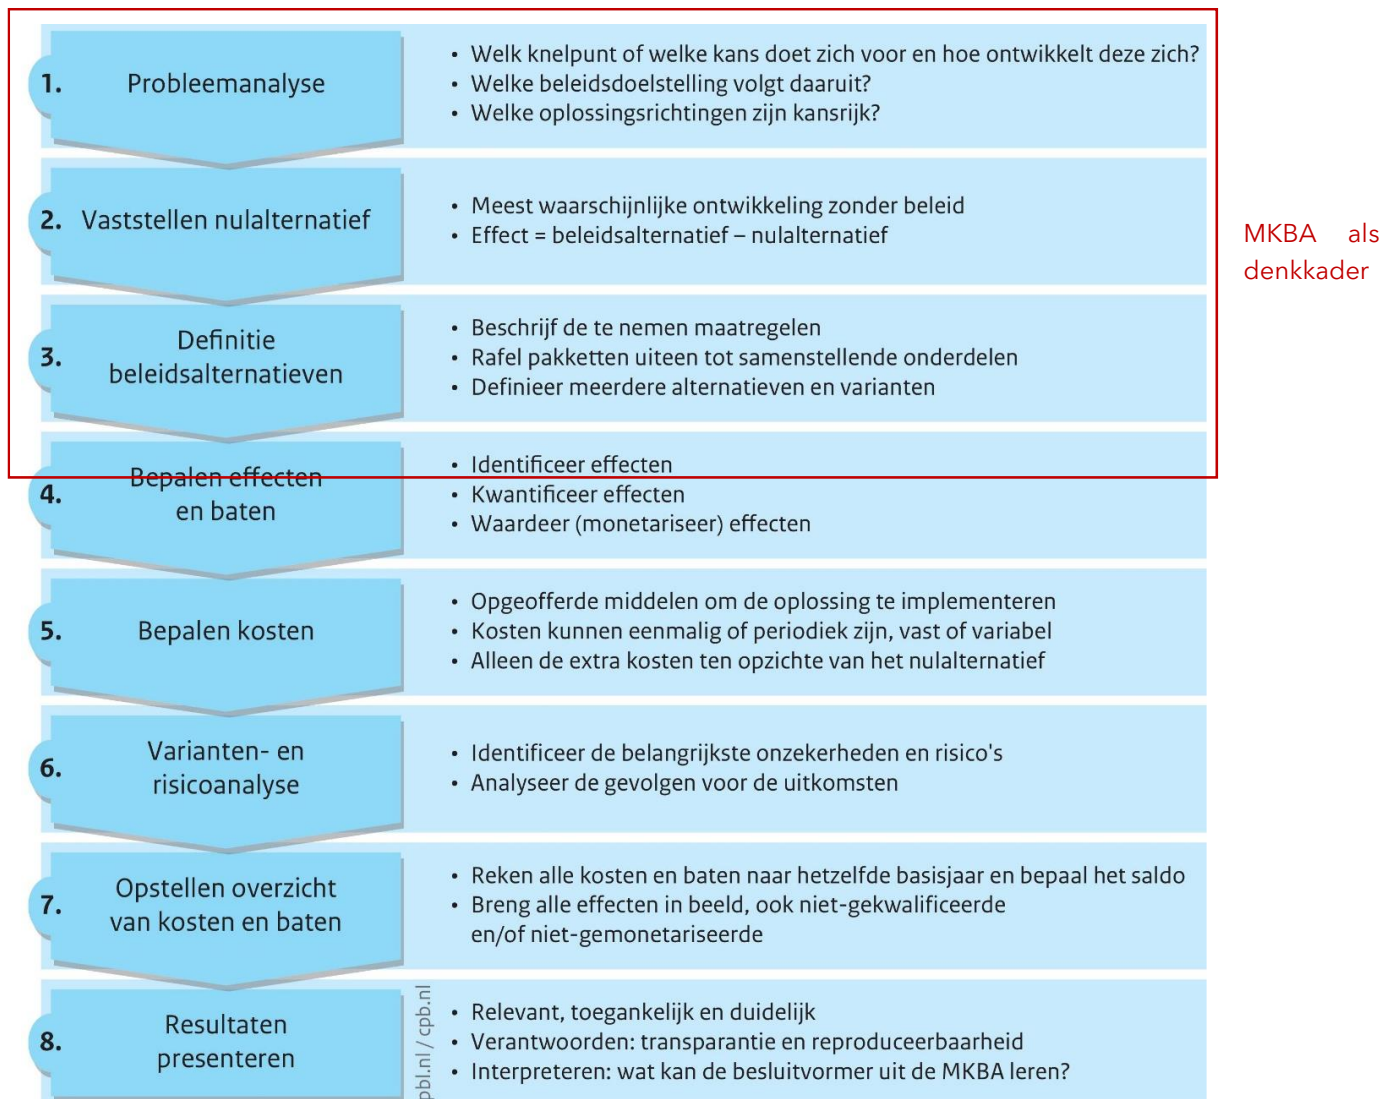 1. Probleemanalyse
• Welk knelpunt of welke kans doet zich voor en hoe ontwikkelt deze zich?
• Welke beleidsdoelstelling volgt daaruit?
• Welke oplossingsrichtingen zijn kansrijk?
2. Vaststellen nulalternatief
• Meest waarschijnlijke ontwikkeling zonder beleid
• Effect = beleidsalternatief – nulalternatief
MKBA als
denkkader
3. Definitie
beleidsalternatieven
• Beschrijf de te nemen maatregelen
• Rafel pakketten uiteen tot samenstellende onderdelen
• Definieer meerdere alternatieven en varianten
4. Bepalen effecten
en baten
• Identificeer effecten
• Kwantificeer effecten
• Waardeer (monetariseer) effecten
5. Bepalen kosten
• Opgeofferde middelen om de oplossing te implementeren
• Kosten kunnen eenmalig of periodiek zijn, vast of variabel
• Alleen de extra kosten ten opzichte van het nulalternatief
6. Varianten- en
risicoanalyse
• Identificeer de belangrijkste onzekerheden en risico's
• Analyseer de gevolgen voor de uitkomsten
7. Opstellen overzicht
van kosten en baten
• Reken alle kosten en baten naar hetzelfde basisjaar en bepaal het saldo
• Breng alle effecten in beeld, ook niet-gekwalificeerde
en/of niet-gemonetariseerde
8. Resultaten
presenteren
• Relevant, toegankelijk en duidelijk
• Verantwoorden: transparantie en reproduceerbaarheid
• Interpreteren: wat kan de besluitvormer uit de MKBA leren?
pbl.nl / cpb.nl